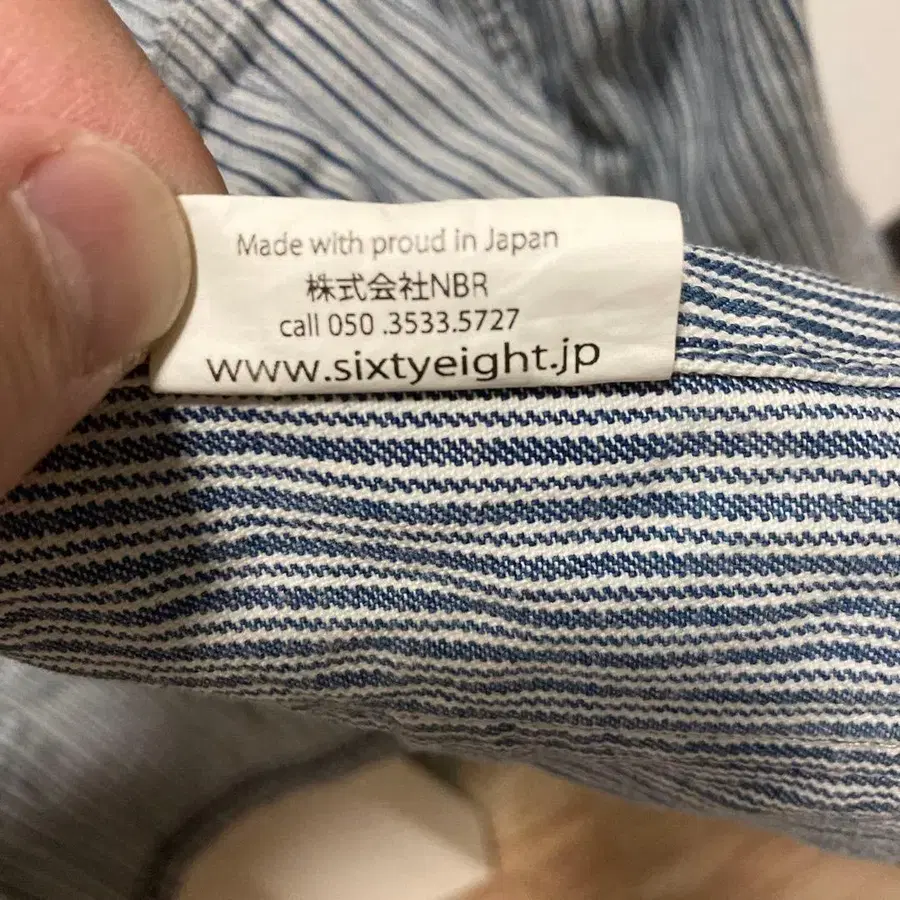 Made with proud in Japan
株式会社NBR
call 050 .3533.5727
www.sixtyeight.jp